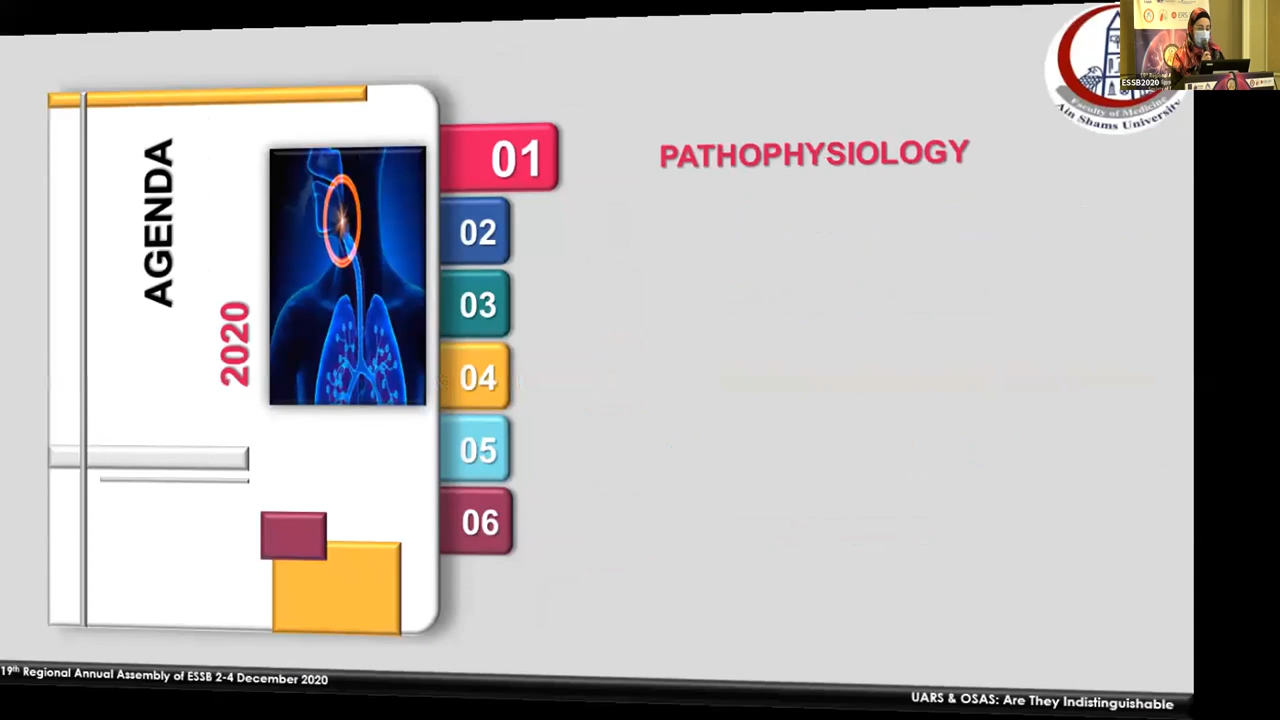 AGENDA
2020
01
02
03
04
05
06
PATHOPHYSIOLOGY
Faculty of Medicine
Ain Shams University
ESSB2020
ERS
19th Regional Annual Assembly of ESSB 2-4 December 2020
UARS & OSAS: Are They Indistinguishable